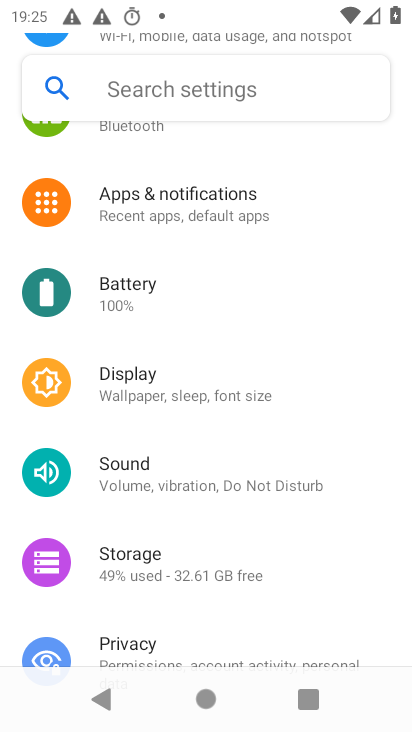 19:25
Wi-Fi, mobile, data usage, and hotspot
Search settings
Bluetooth
Apps & notifications
Recent apps, default apps
Battery
100%
Display
Wallpaper, sleep, font size
Sound
Volume, vibration, Do Not Disturb
Storage
49% used - 32.61 GB free
Privacy
Permissions, account activity, personal
data